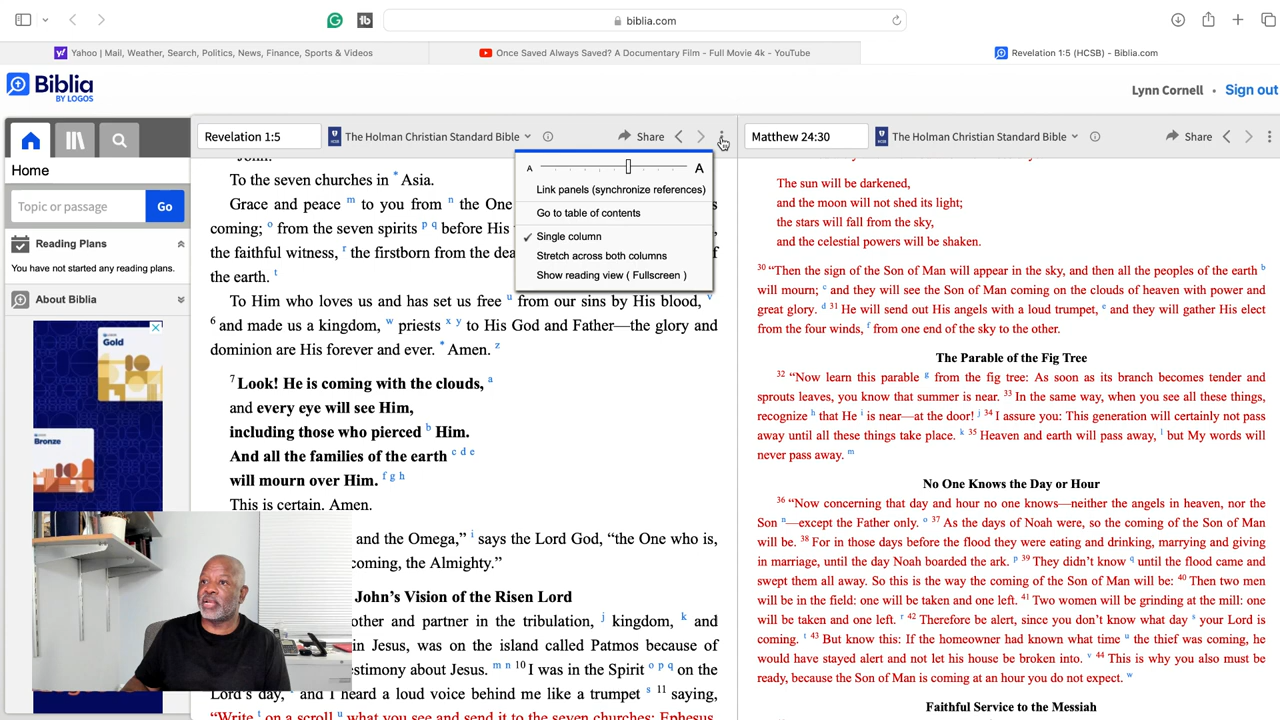 biblia.com
Yahoo | Mail, Weather, Search, Politics, News, Finance, Sports & Videos
Once Saved Always Saved? A Documentary Film - Full Movie 4k - YouTube
Revelation 1:5 (HCSB) - Biblia.com
Biblia
BY LOGOS
Lynn Cornell • Sign out
Home
Topic or passage
Go
Reading Plans
You have not started any reading plans.
About Biblia
Gold
Bronze
Revelation 1:5
The Holman Christian Standard Bible
Share
A A
Link panels (synchronize references)
Go to table of contents
✓ Single column
Stretch across both columns
Show reading view ( Fullscreen )
John:
To the seven churches in * Asia.
Grace and peace m to you from n the One
coming; o from the seven spirits p q before His
the faithful witness, r the firstborn from the dea
the earth. t
To Him who loves us and has set us free u from our sins by His blood, v
6 and made us a kingdom, w priests x y to His God and Father—the glory and
dominion are His forever and ever. * Amen. z
7 Look! He is coming with the clouds, a
and every eye will see Him,
including those who pierced b Him.
And all the families of the earth c d e
will mourn over Him. f g h
This is certain. Amen.
and the Omega,” i says the Lord God, “the One who is,
coming, the Almighty.”
John’s Vision of the Risen Lord
other and partner in the tribulation, j kingdom, k and
in Jesus, was on the island called Patmos because of
stimony about Jesus. m n 10 I was in the Spirit o p q on the
Lord’s day, and I heard a loud voice behind me like a trumpet s 11 saying,
“Write t on a scroll u what you see and send it to the seven churches: Ephesus,
Matthew 24:30
The Holman Christian Standard Bible
Share
The sun will be darkened,
and the moon will not shed its light;
the stars will fall from the sky,
and the celestial powers will be shaken.
30 “Then the sign of the Son of Man will appear in the sky, and then all the peoples of the earth b
will mourn; c and they will see the Son of Man coming on the clouds of heaven with power and
great glory. d 31 He will send out His angels with a loud trumpet, e and they will gather His elect
from the four winds, f from one end of the sky to the other.
The Parable of the Fig Tree
32 “Now learn this parable g from the fig tree: As soon as its branch becomes tender and
sprouts leaves, you know that summer is near. 33 In the same way, when you see all these things,
recognize h that He i is near—at the door! j 34 I assure you: This generation will certainly not pass
away until all these things take place. k 35 Heaven and earth will pass away, l but My words will
never pass away. m
No One Knows the Day or Hour
36 “Now concerning that day and hour no one knows—neither the angels in heaven, nor the
Son n—except the Father only. o 37 As the days of Noah were, so the coming of the Son of Man
will be. 38 For in those days before the flood they were eating and drinking, marrying and giving
in marriage, until the day Noah boarded the ark. p 39 They didn’t know q until the flood came and
swept them all away. So this is the way the coming of the Son of Man will be: 40 Then two men
will be in the field: one will be taken and one left. 41 Two women will be grinding at the mill: one
will be taken and one left. r 42 Therefore be alert, since you don’t know what day s your Lord is
coming. t 43 But know this: If the homeowner had known what time u the thief was coming, he
would have stayed alert and not let his house be broken into. v 44 This is why you also must be
ready, because the Son of Man is coming at an hour you do not expect. w
Faithful Service to the Messiah